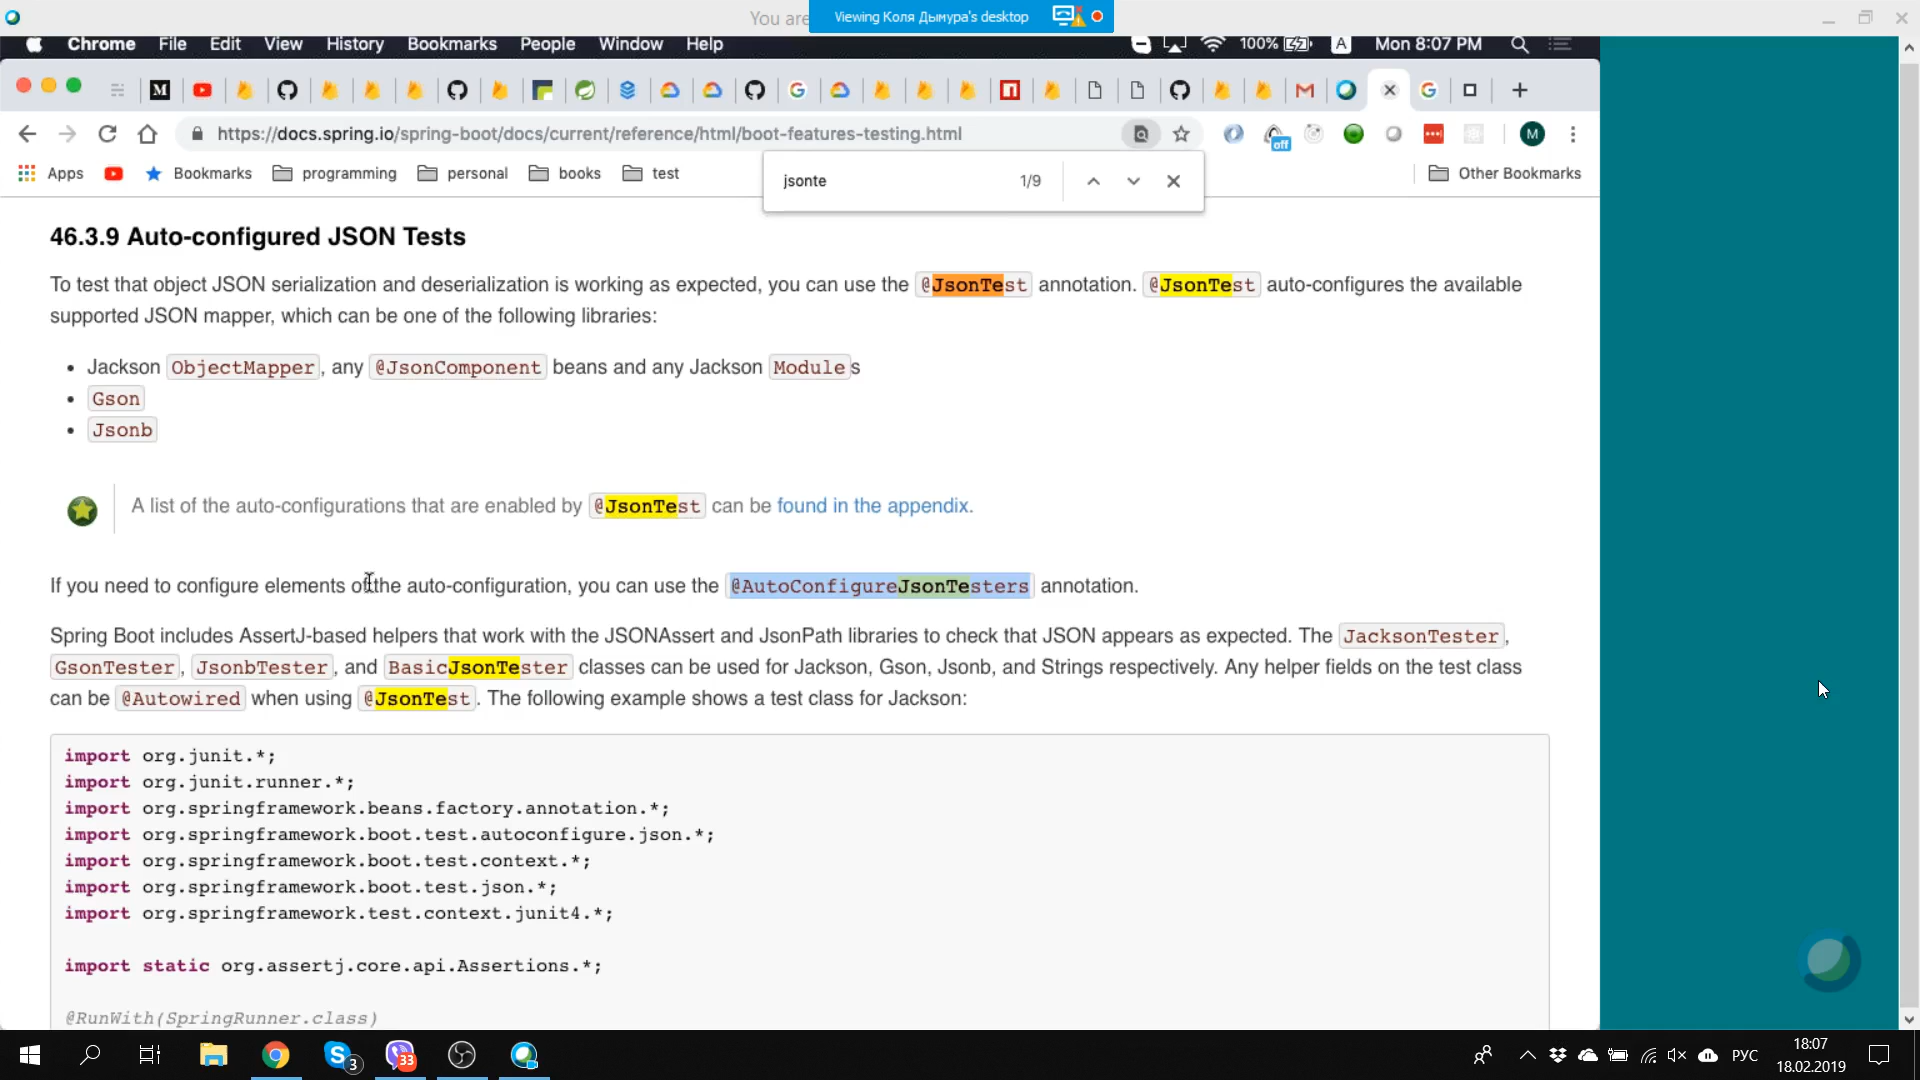 You are
Viewing Коля Дымура's desktop
Chrome File Edit View History Bookmarks People Window Help
100% A Mon 8:07 PM
https://docs.spring.io/spring-boot/docs/current/reference/html/boot-features-testing.html
off
M
Apps Bookmarks programming personal books test
Other Bookmarks
jsonte 1/9
46.3.9 Auto-configured JSON Tests
To test that object JSON serialization and deserialization is working as expected, you can use the @JsonTest annotation. @JsonTest auto-configures the available
supported JSON mapper, which can be one of the following libraries:
• Jackson ObjectMapper, any @JsonComponent beans and any Jackson Modules
• Gson
• Jsonb
A list of the auto-configurations that are enabled by @JsonTest can be found in the appendix.
If you need to configure elements of the auto-configuration, you can use the @AutoConfigureJsonTesters annotation.
Spring Boot includes AssertJ-based helpers that work with the JSONAssert and JsonPath libraries to check that JSON appears as expected. The JacksonTester,
GsonTester, JsonbTester, and BasicJsonTester classes can be used for Jackson, Gson, Jsonb, and Strings respectively. Any helper fields on the test class
can be @Autowired when using @JsonTest. The following example shows a test class for Jackson:
import org.junit.*;
import org.junit.runner.*;
import org.springframework.beans.factory.annotation.*;
import org.springframework.boot.test.autoconfigure.json.*;
import org.springframework.boot.test.context.*;
import org.springframework.boot.test.json.*;
import org.springframework.test.context.junit4.*;
import static org.assertj.core.api.Assertions.*;
@RunWith(SpringRunner.class)
3
33
РУС
18:07
18.02.2019